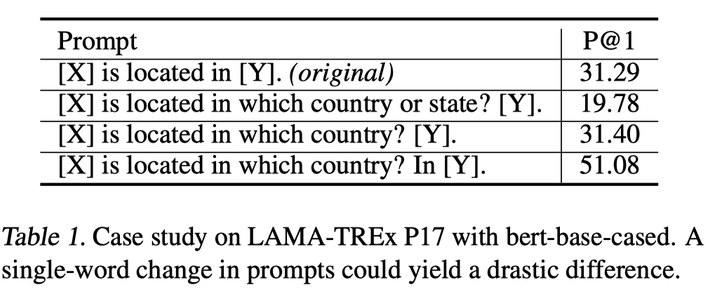 Prompt P@1
[X] is located in [Y]. (original) 31.29
[X] is located in which country or state? [Y]. 19.78
[X] is located in which country? [Y]. 31.40
[X] is located in which country? In [Y]. 51.08
Table 1. Case study on LAMA-TREx P17 with bert-base-cased. A
single-word change in prompts could yield a drastic difference.